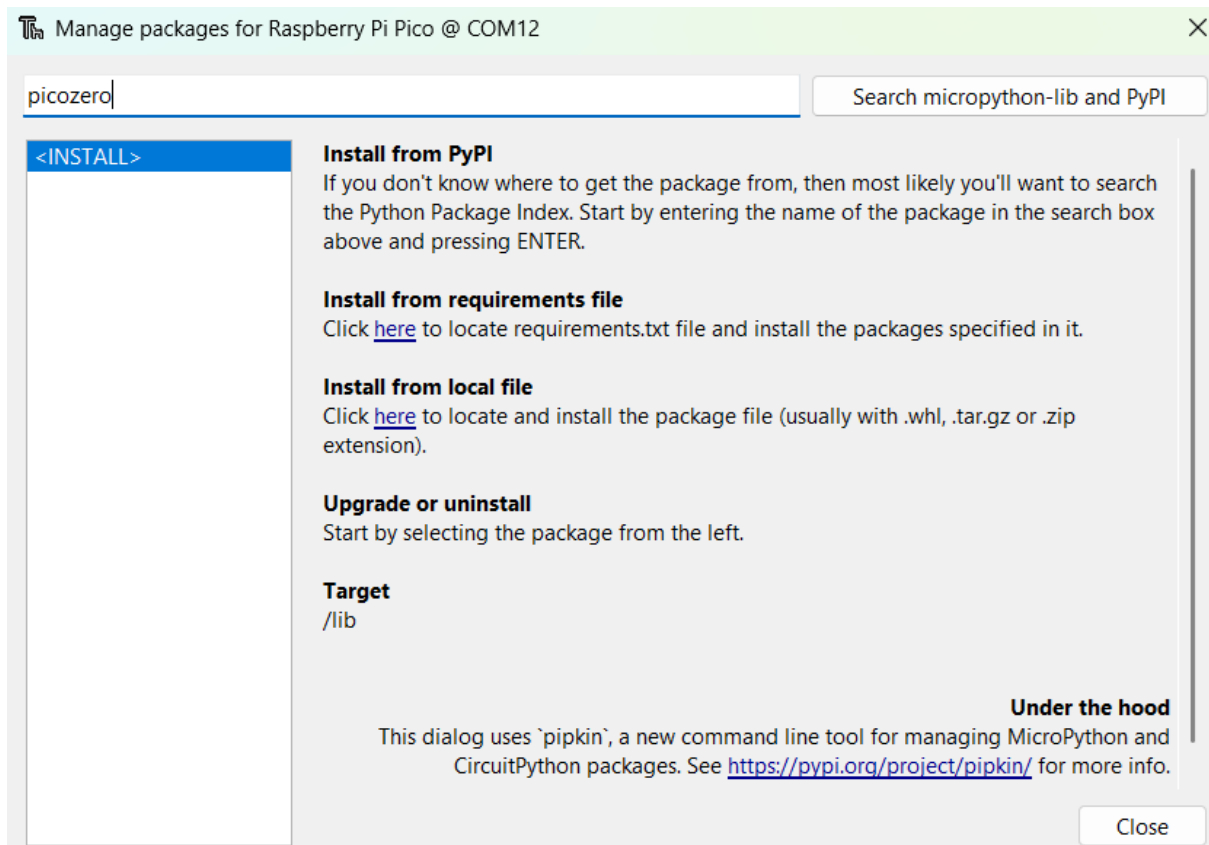 Manage packages for Raspberry Pi Pico @ COM12
picozero
Search micropython-lib and PyPI
<INSTALL>
Install from PyPI
If you don't know where to get the package from, then most likely you'll want to search
the Python Package Index. Start by entering the name of the package in the search box
above and pressing ENTER.
Install from requirements file
Click here to locate requirements.txt file and install the packages specified in it.
Install from local file
Click here to locate and install the package file (usually with .whl, .tar.gz or .zip
extension).
Upgrade or uninstall
Start by selecting the package from the left.
Target
/lib
Under the hood
This dialog uses `pipkin`, a new command line tool for managing MicroPython and
CircuitPython packages. See https://pypi.org/project/pipkin/ for more info.
Close